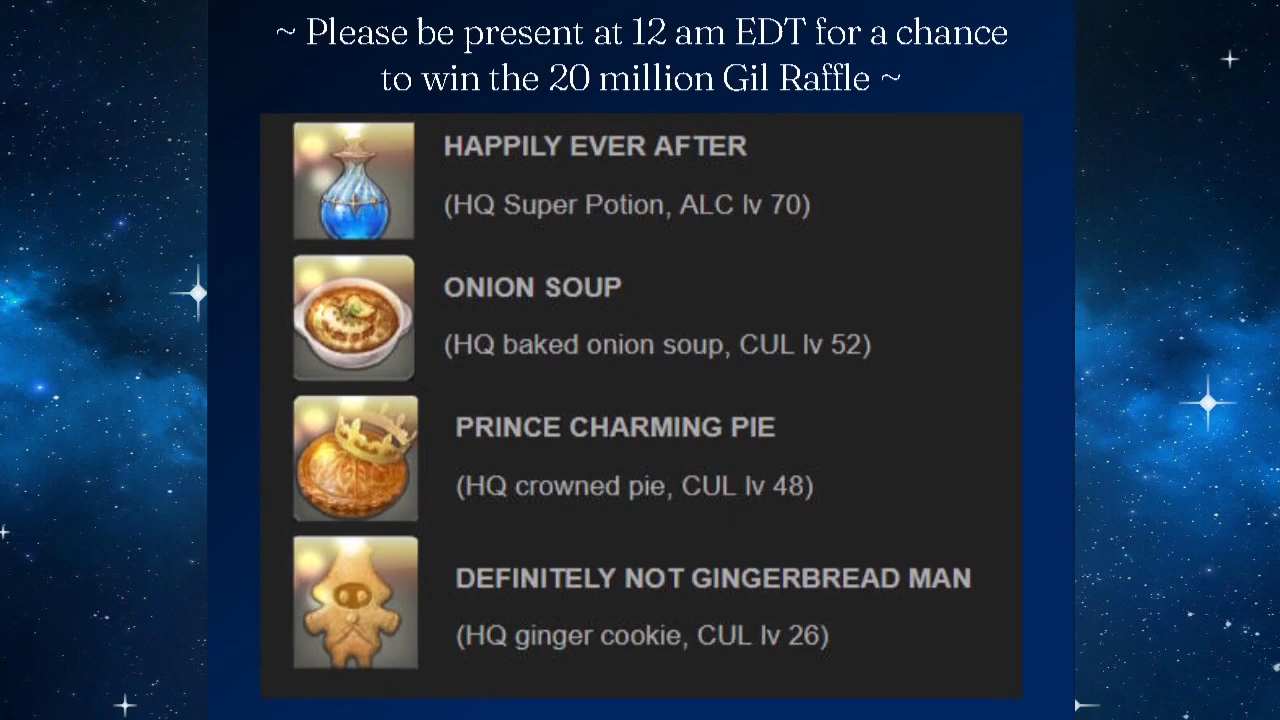 ~ Please be present at 12 am EDT for a chance
to win the 20 million Gil Raffle ~
HAPPILY EVER AFTER
(HQ Super Potion, ALC lv 70)
ONION SOUP
(HQ baked onion soup, CUL lv 52)
PRINCE CHARMING PIE
(HQ crowned pie, CUL lv 48)
DEFINITELY NOT GINGERBREAD MAN
(HQ ginger cookie, CUL lv 26)